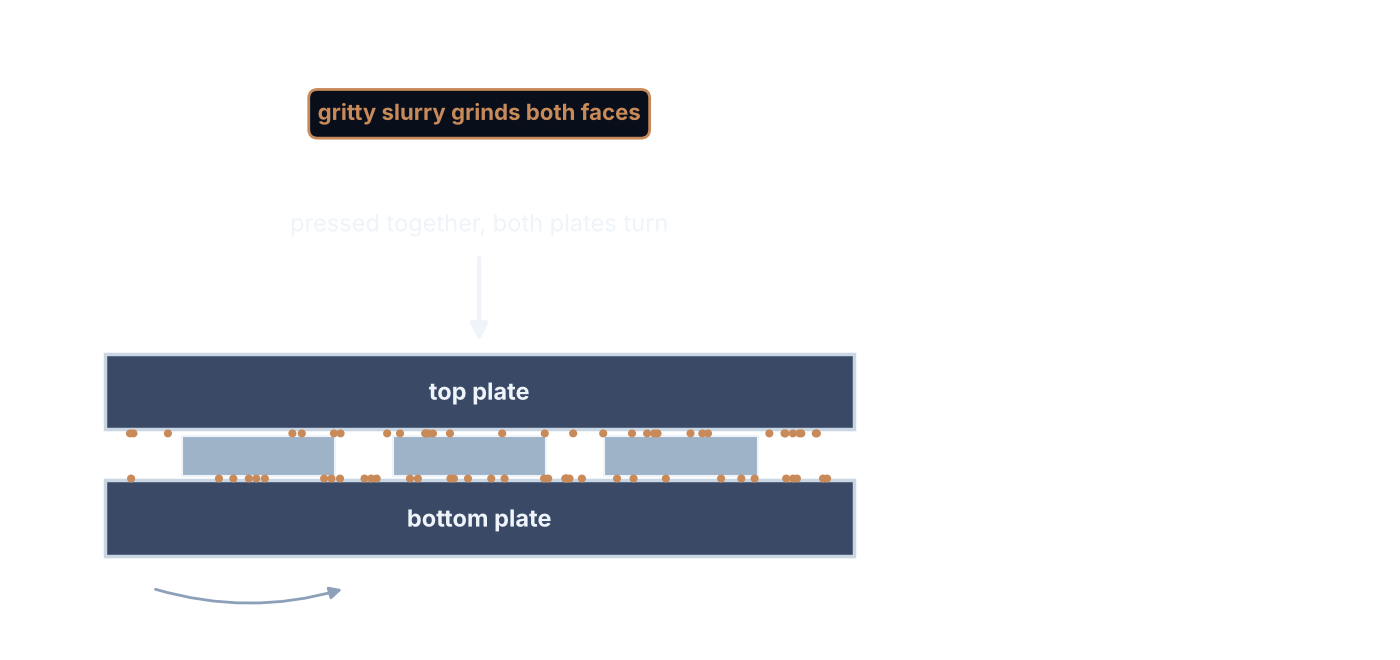 gritty slurry grinds both faces
pressed together, both plates turn
top plate
bottom plate